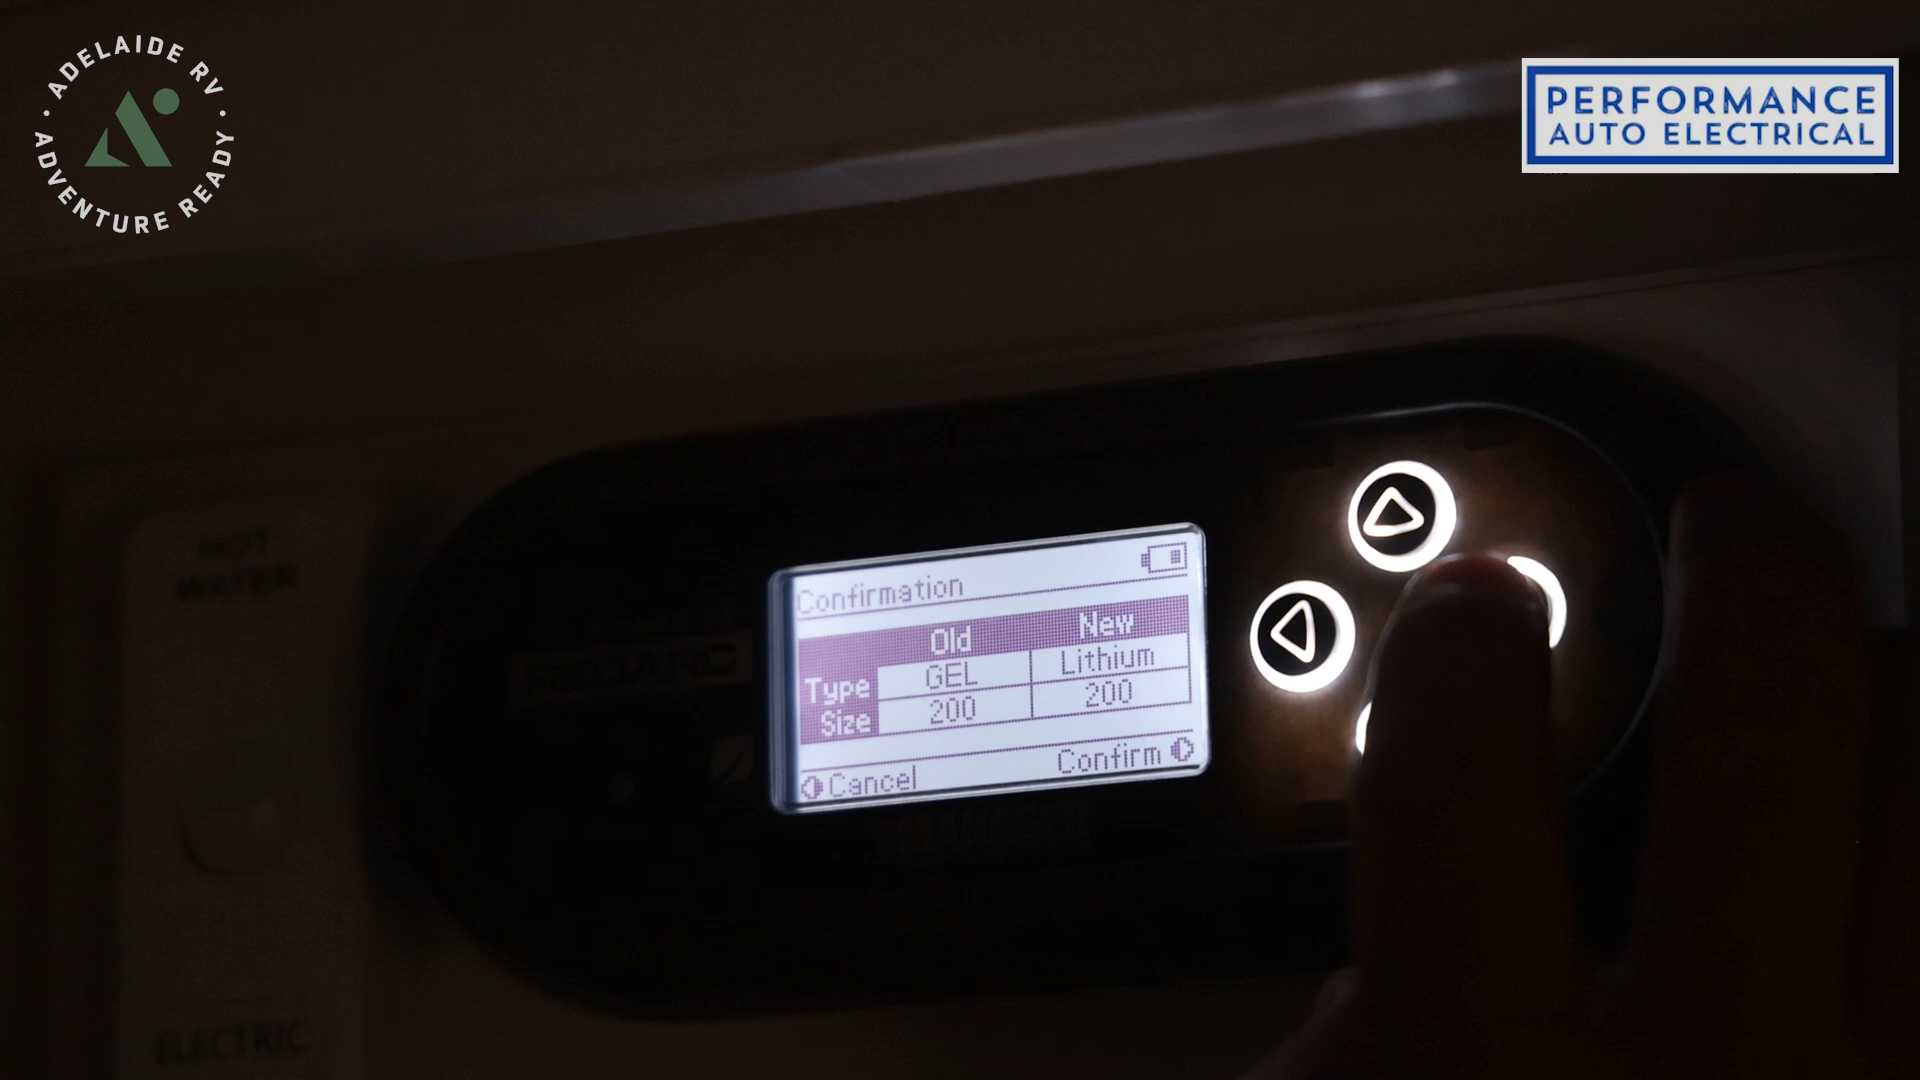 ADELAIDE RV
ADVENTURE READY
PERFORMANCE
AUTO ELECTRICAL
HOT
WATER
REDARC
Confirmation
Old New
Type GEL Lithium
Size 200 200
Cancel Confirm
MANAGER
ELECTRIC